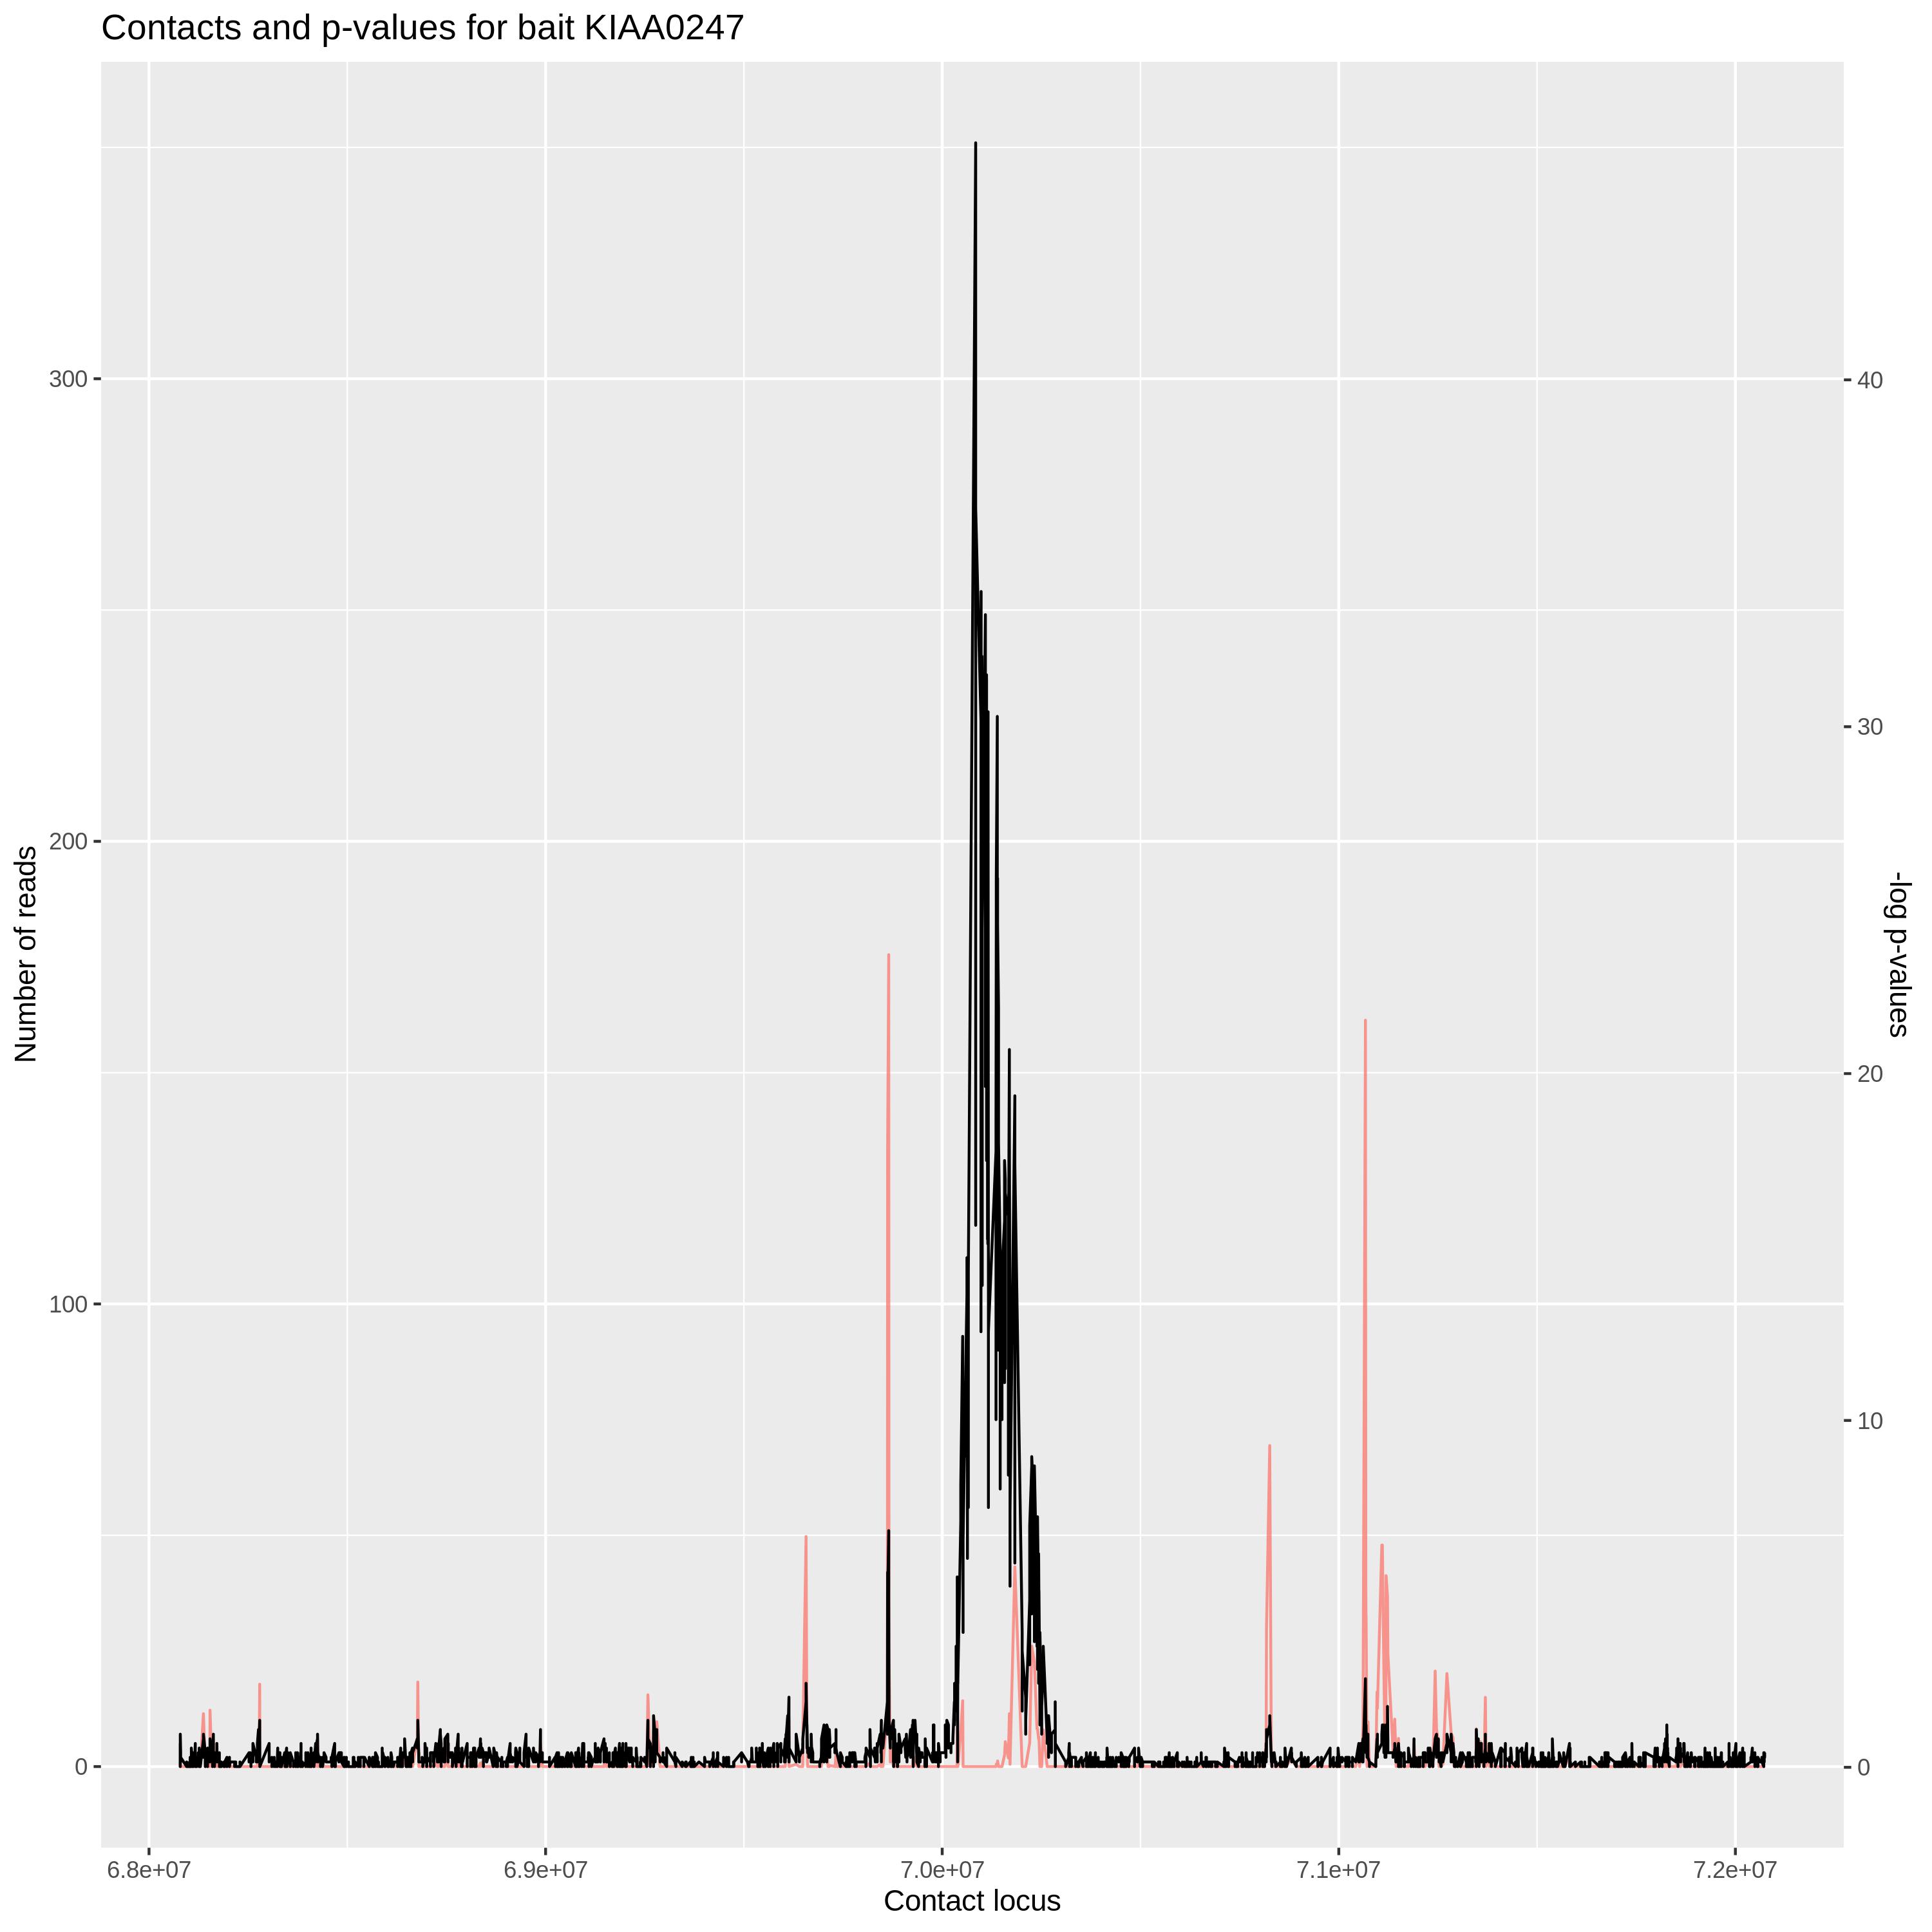 Contacts and p-values for bait KIAA0247
300
200
100
0
Number of reads
40
30
20
10
0
-log p-values
6.8e+07
6.9e+07
7.0e+07
7.1e+07
7.2e+07
Contact locus